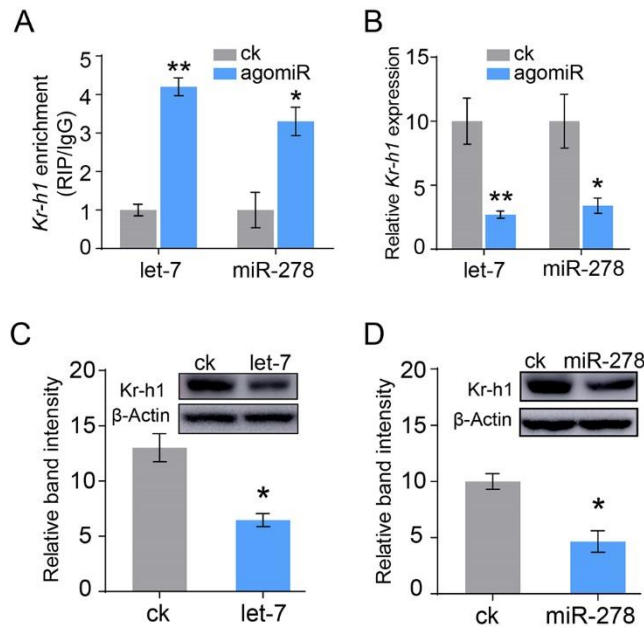 A
ck
agomiR
Kr-h1 enrichment
(RIP/IgG)
5
4
3
2
1
0
**
*
let-7
miR-278
B
ck
agomiR
Relative Kr-h1 expression
15
10
5
0
**
*
let-7
miR-278
C
Relative band intensity
20
15
10
5
0
ck
let-7
Kr-h1
β-Actin
*
ck
let-7
D
Relative band intensity
20
15
10
5
0
ck
miR-278
Kr-h1
β-Actin
*
ck
miR-278